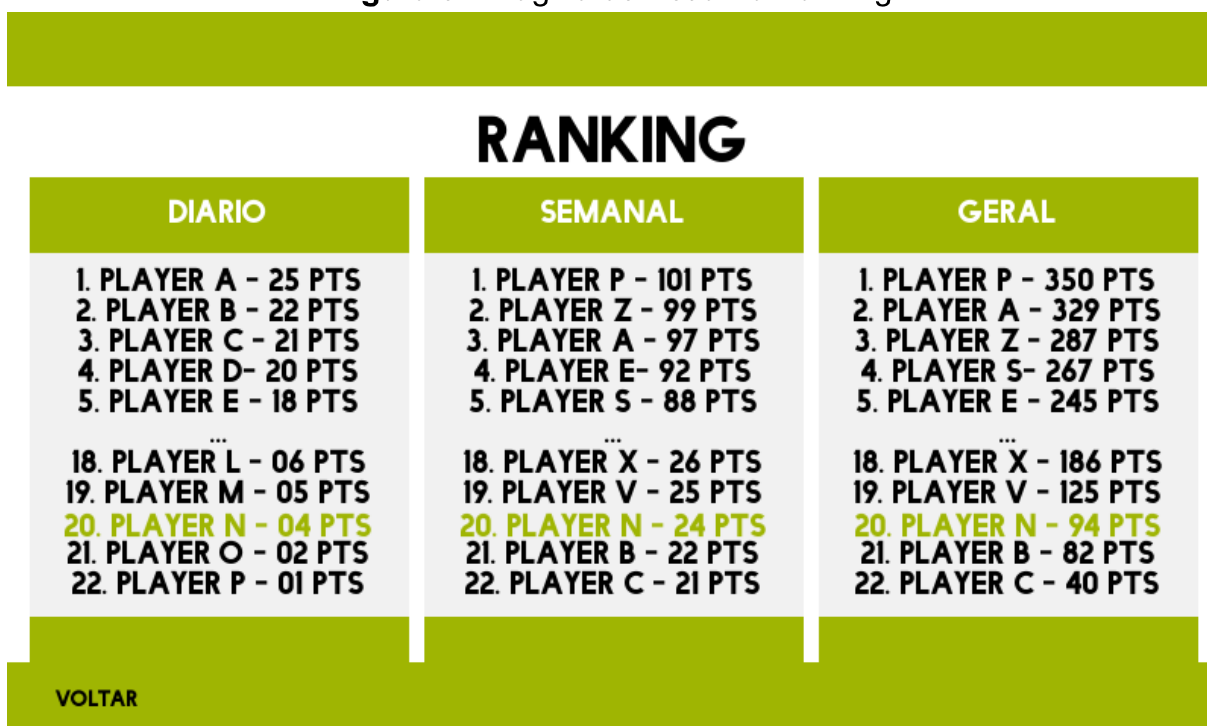 RANKING
DIARIO
1. PLAYER A - 25 PTS
2. PLAYER B - 22 PTS
3. PLAYER C - 21 PTS
4. PLAYER D- 20 PTS
5. PLAYER E - 18 PTS
...
18. PLAYER L - 06 PTS
19. PLAYER M - 05 PTS
20. PLAYER N - 04 PTS
21. PLAYER O - 02 PTS
22. PLAYER P - 01 PTS
SEMANAL
1. PLAYER P - 101 PTS
2. PLAYER Z - 99 PTS
3. PLAYER A - 97 PTS
4. PLAYER E- 92 PTS
5. PLAYER S - 88 PTS
...
18. PLAYER X - 26 PTS
19. PLAYER V - 25 PTS
20. PLAYER N - 24 PTS
21. PLAYER B - 22 PTS
22. PLAYER C - 21 PTS
GERAL
1. PLAYER P - 350 PTS
2. PLAYER A - 329 PTS
3. PLAYER Z - 287 PTS
4. PLAYER S- 267 PTS
5. PLAYER E - 245 PTS
...
18. PLAYER X - 186 PTS
19. PLAYER V - 125 PTS
20. PLAYER N - 94 PTS
21. PLAYER B - 82 PTS
22. PLAYER C - 40 PTS
VOLTAR